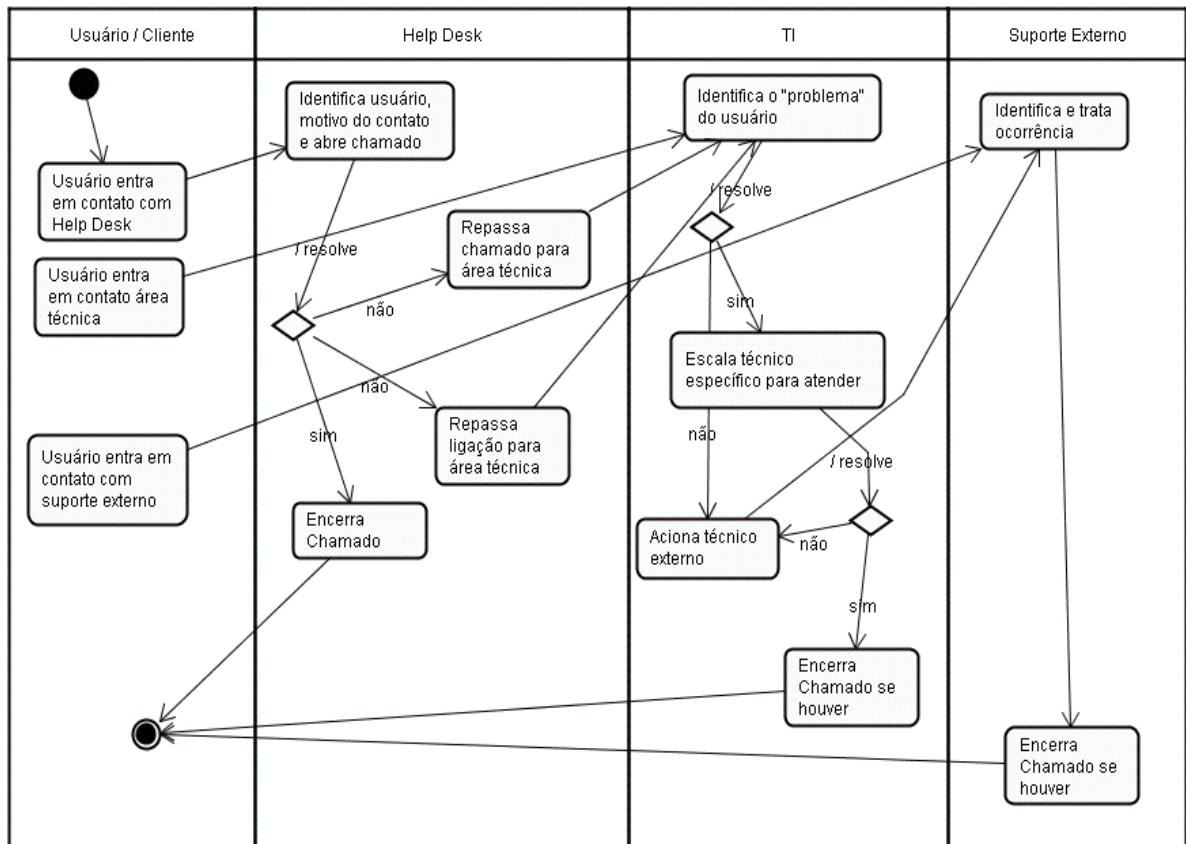 Usuário / Cliente
Help Desk
TI
Suporte Externo
Usuário entra
em contato com
Help Desk
Usuário entra
em contato área
técnica
Usuário entra em
contato com
suporte externo
Identifica usuário,
motivo do contato
e abre chamado
/ resolve
não
não
sim
Repassa
chamado para
área técnica
Repassa
ligação para
área técnica
Encerra
Chamado
Identifica o "problema"
do usuário
/ resolve
sim
não
Escala técnico
específico para atender
/ resolve
não
sim
Aciona técnico
externo
Encerra
Chamado se
houver
Identifica e trata
ocorrência
Encerra
Chamado se
houver